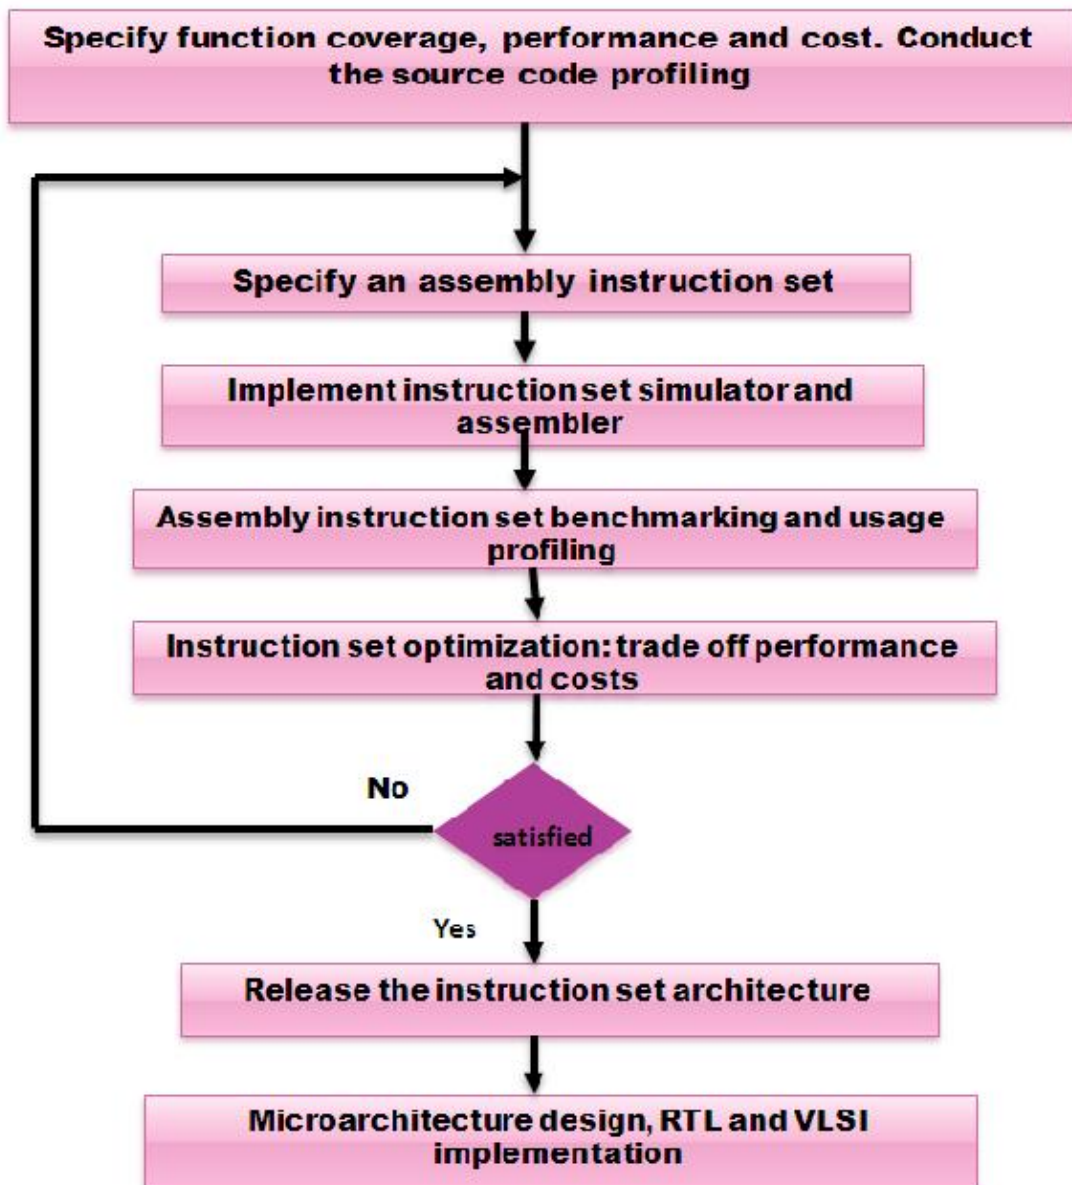 Specify function coverage, performance and cost. Conduct
the source code profiling
Specify an assembly instruction set
Implement instruction set simulator and
assembler
Assembly instruction set benchmarking and usage
profiling
Instruction set optimization: trade off performance
and costs
No
satisfied
Yes
Release the instruction set architecture
Microarchitecture design, RTL and VLSI
implementation